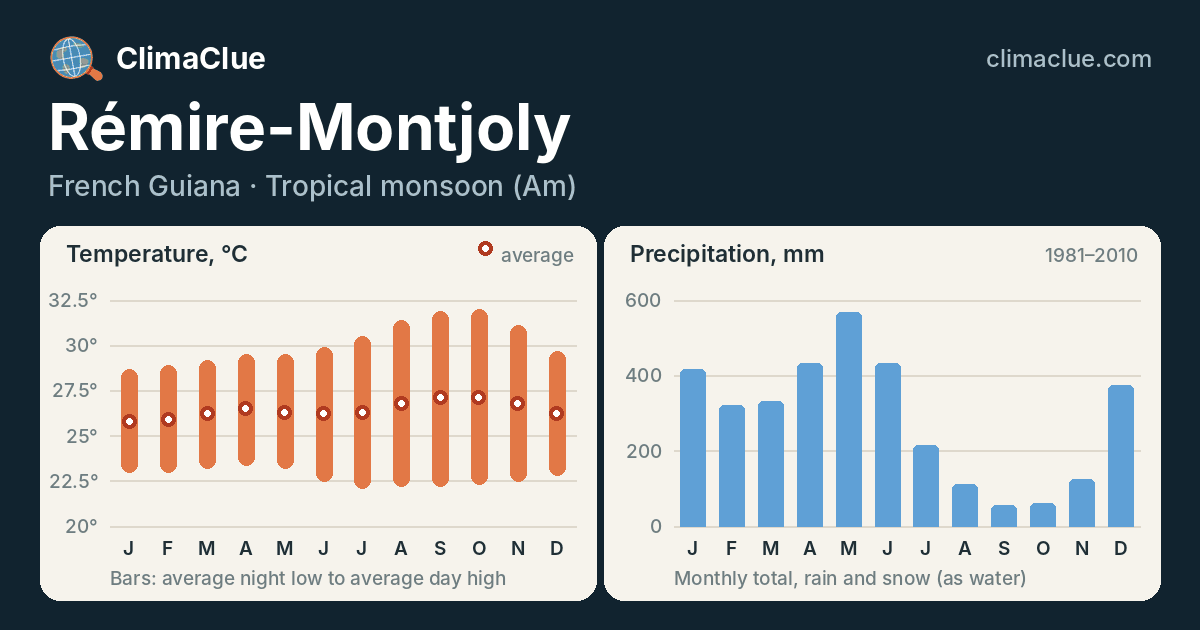 ClimaClue
climaclue.com
Rémire-Montjoly
French Guiana · Tropical monsoon (Am)
Temperature, °C
average
32.5°
30°
27.5°
25°
22.5°
20°
J F M A M J J A S O N D
Bars: average night low to average day high
Precipitation, mm
1981–2010
600
400
200
0
J F M A M J J A S O N D
Monthly total, rain and snow (as water)